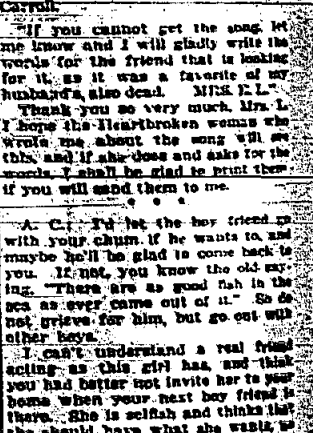 Carroll.
"If you cannot get the song, let
me know and I will gladly write the
words for the friend that is looking
for it, as it was a favorite of my
husband's, also dead. MRS. E. L."
Thank you so very much, Mrs. L.
I hope the Heartbroken woman who
wrote me about the song will see
this, and if she does and asks for the
words, I shall be glad to print them
if you will send them to me.
* * *
A. C.: I'd let the boy friend go
with your chum, if he wants to, and
maybe he'll be glad to come back to
you. If not, you know the old say-
ing, "There are as good fish in the
sea as ever came out of it." So do
not grieve for him, but go out with
other boys.
I can't understand a real friend
acting as this girl has, and think
you had better not invite her to your
home when your next boy friend is
there. She is selfish and thinks that
she should have what she wants, no